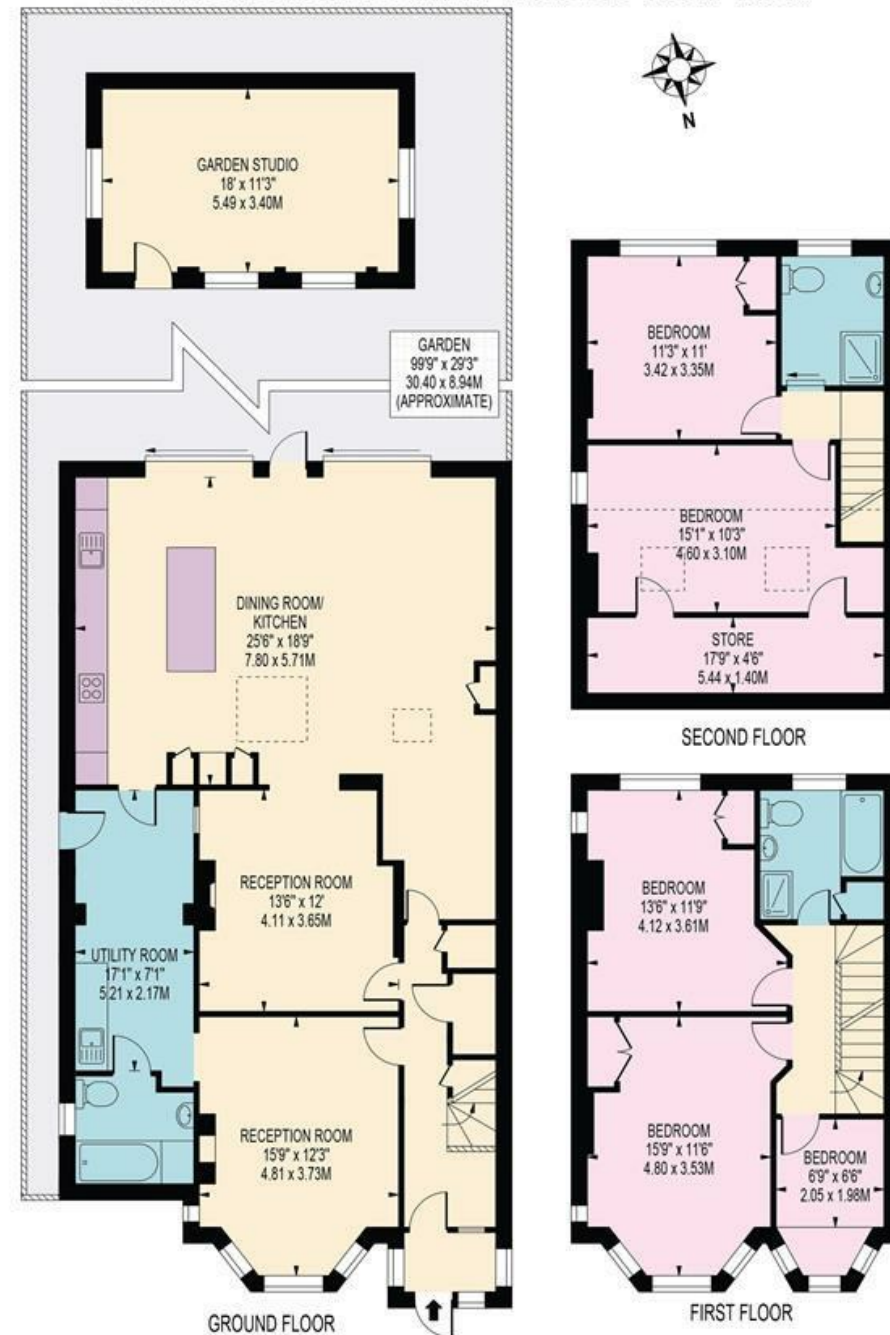 N
GARDEN STUDIO
18' x 11'3"
5.49 x 3.40M
GARDEN
99'9" x 29'3"
30.40 x 8.94M
(APPROXIMATE)
BEDROOM
11'3" x 11'
3.42 x 3.35M
BEDROOM
15'1" x 10'3"
4.60 x 3.10M
STORE
17'9" x 4'6"
5.44 x 1.40M
SECOND FLOOR
DINING ROOM/
KITCHEN
25'6" x 18'9"
7.80 x 5.71M
RECEPTION ROOM
13'6" x 12'
4.11 x 3.65M
UTILITY ROOM
17'1" x 7'1"
5.21 x 2.17M
RECEPTION ROOM
15'9" x 12'3"
4.81 x 3.73M
GROUND FLOOR
BEDROOM
13'6" x 11'9"
4.12 x 3.61M
BEDROOM
15'9" x 11'6"
4.80 x 3.53M
BEDROOM
6'9" x 6'6"
2.05 x 1.98M
FIRST FLOOR